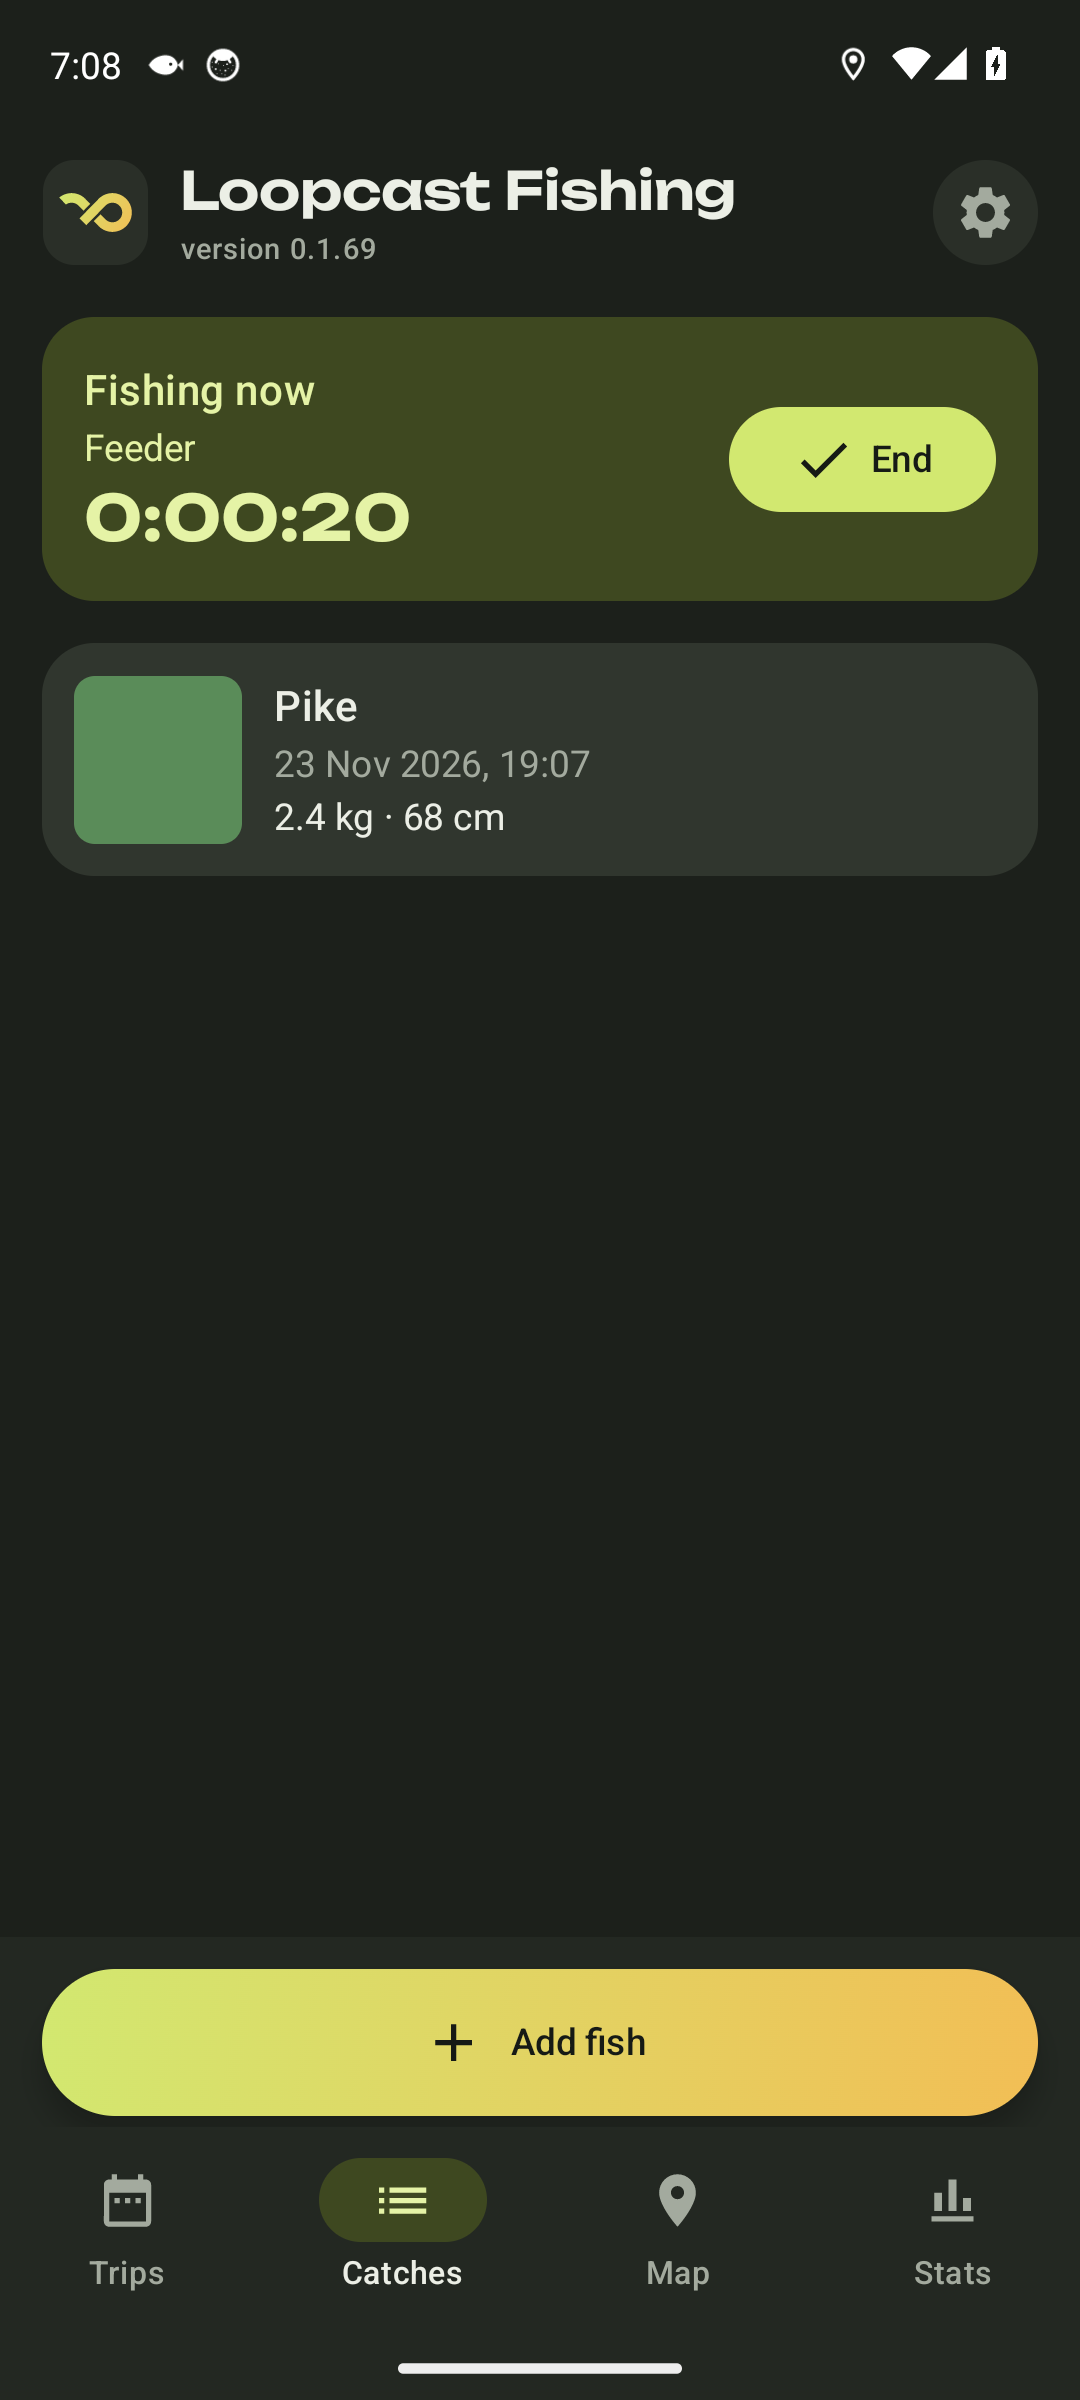 7:08
Loopcast Fishing
version 0.1.69
Fishing now
Feeder
0:00:20
End
Pike
23 Nov 2026, 19:07
2.4 kg · 68 cm
Add fish
Trips
Catches
Map
Stats